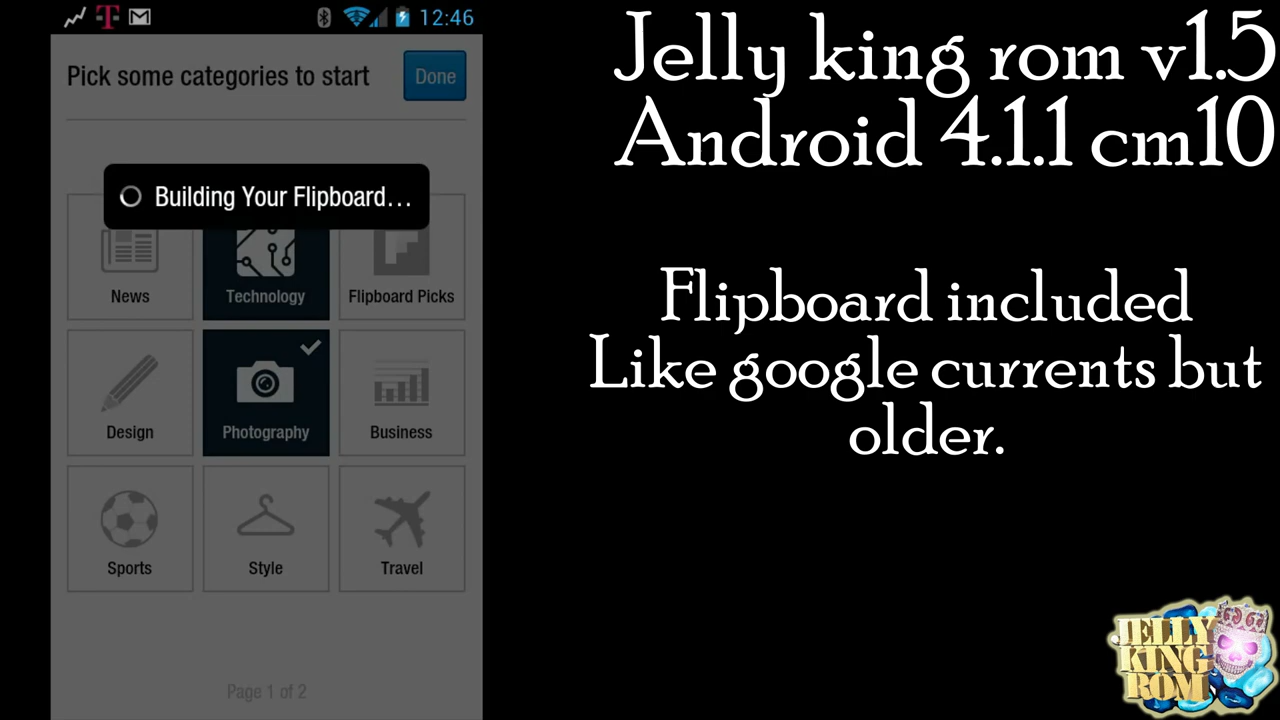 12:46
Pick some categories to start
Done
Building Your Flipboard...
News
Technology
Flipboard Picks
Design
Photography
Business
Sports
Style
Travel
Page 1 of 2
Jelly king rom v1.5
Android 4.1.1 cm10
Flipboard included
Like google currents but
older.
JELLY
KING
ROM